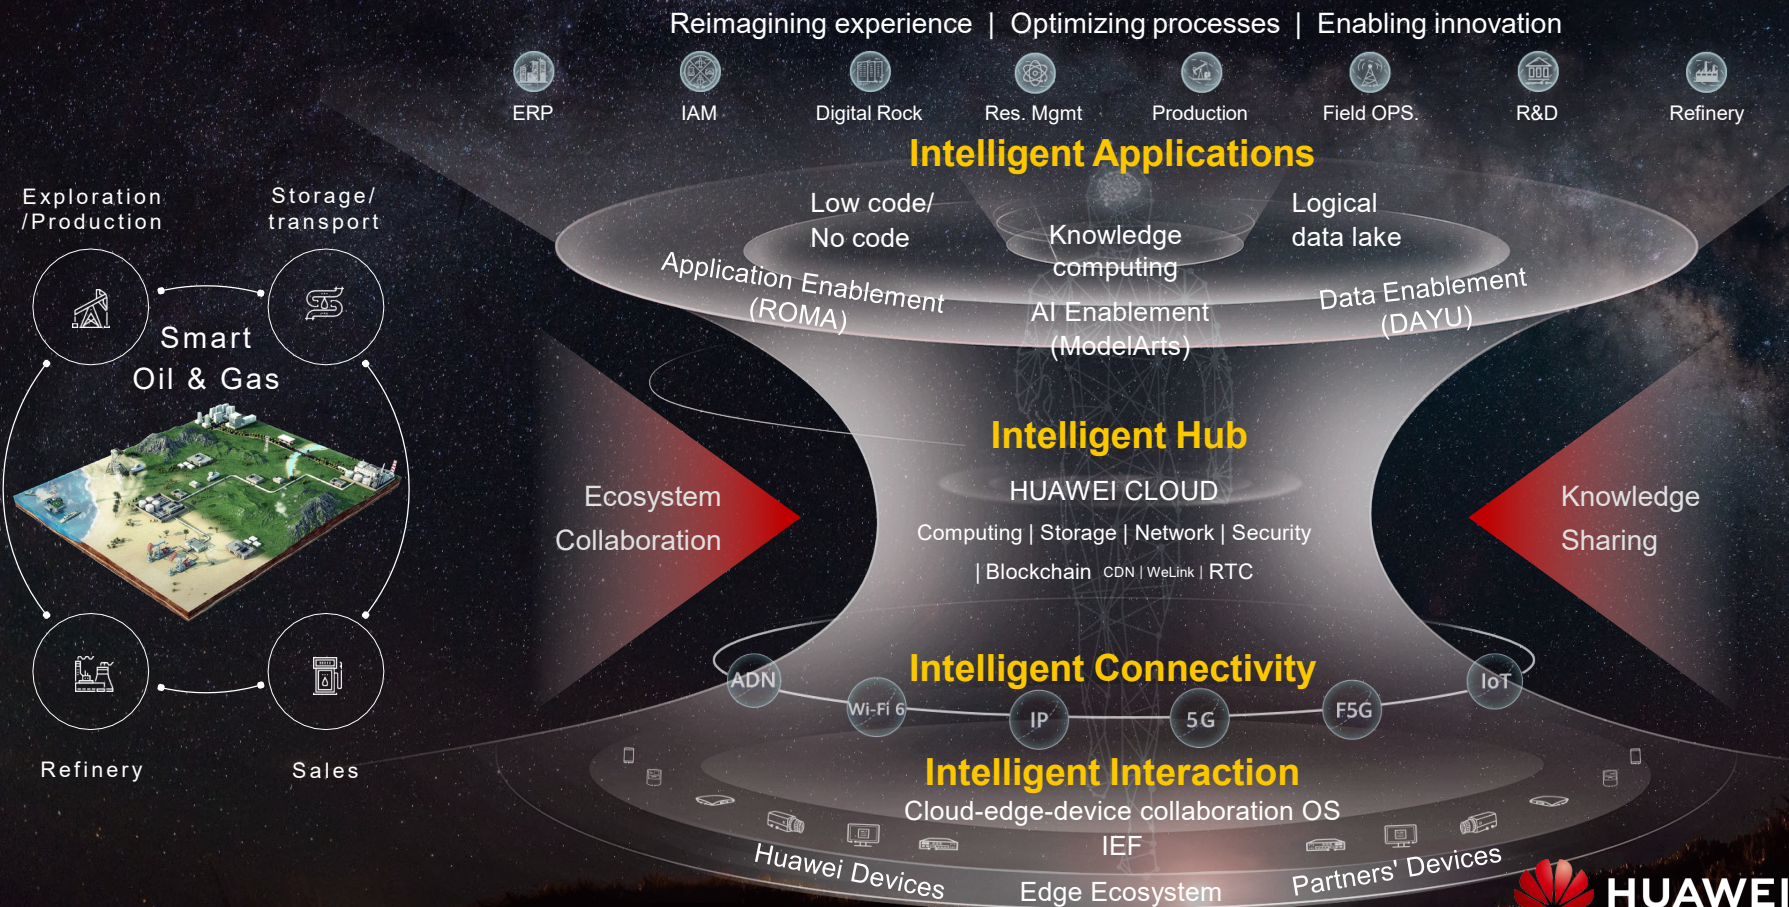 Reimagining experience | Optimizing processes | Enabling innovation
ERP
IAM
Digital Rock
Res. Mgmt
Production
Field OPS.
R&D
Refinery
Intelligent Applications
Exploration
/Production
Storage/
transport
Smart
Oil & Gas
Refinery
Sales
Low code/
No code
Knowledge
computing
Logical
data lake
Application Enablement
(ROMA)
AI Enablement
(ModelArts)
Data Enablement
(DAYU)
Intelligent Hub
HUAWEI CLOUD
Computing | Storage | Network | Security
| Blockchain CDN | WeLink | RTC
Ecosystem
Collaboration
Knowledge
Sharing
Intelligent Connectivity
ADN
Wi-Fi 6
IP
5G
F5G
IoT
Intelligent Interaction
Cloud-edge-device collaboration OS
IEF
Huawei Devices
Edge Ecosystem
Partners' Devices
HUAWEI